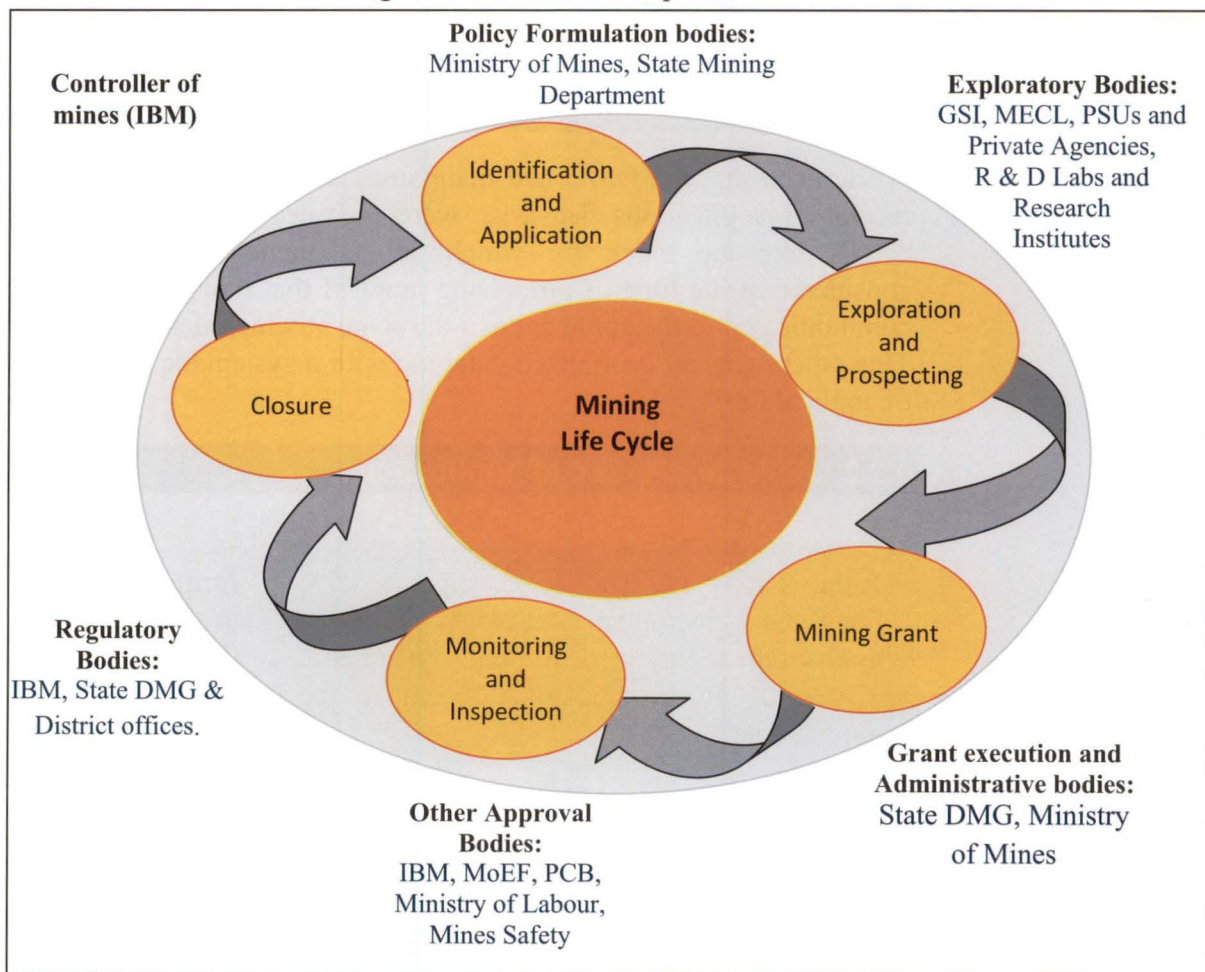 Policy Formulation bodies:
Ministry of Mines, State Mining
Department
Controller of
mines (IBM)
Exploratory Bodies:
GSI, MECL, PSUs and
Private Agencies,
R & D Labs and
Research
Institutes
Identification
and
Application
Exploration
and
Prospecting
Closure
Mining
Life Cycle
Mining Grant
Monitoring
and
Inspection
Regulatory
Bodies:
IBM, State DMG &
District offices.
Grant execution and
Administrative bodies:
State DMG, Ministry
of Mines
Other Approval
Bodies:
IBM, MoEF, PCB,
Ministry of Labour,
Mines Safety